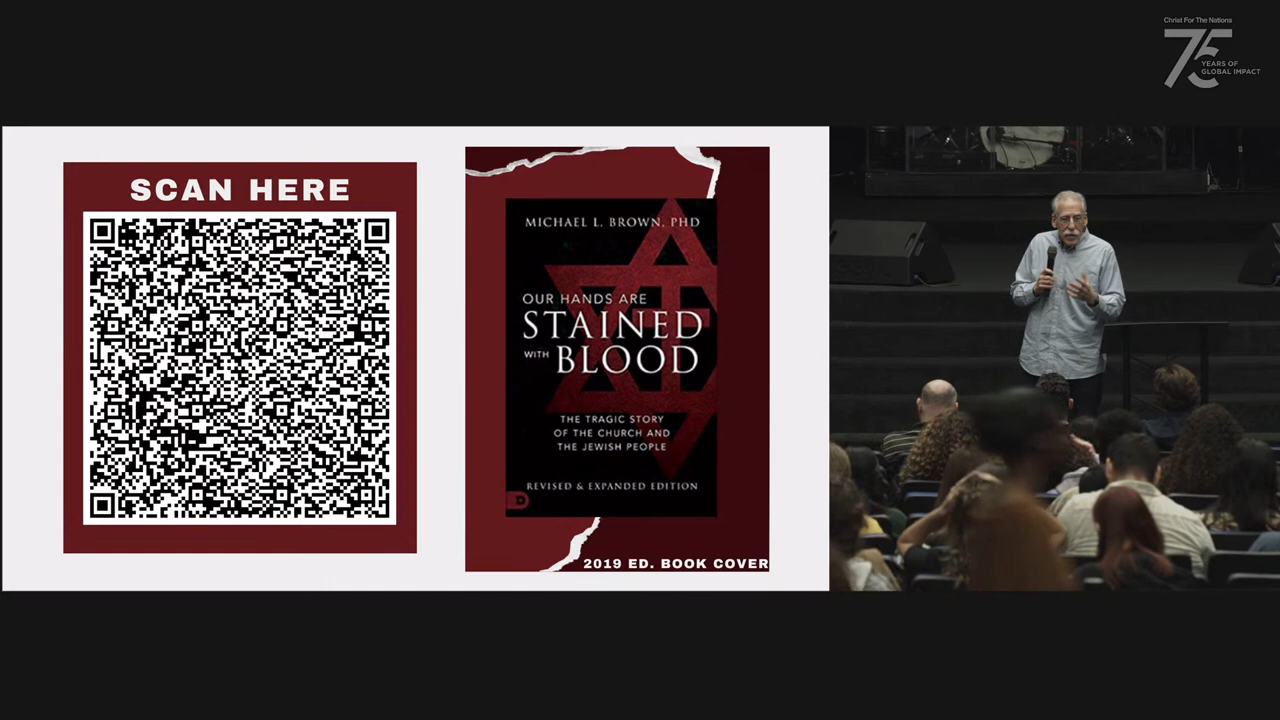 Christ For The Nations
75
YEARS OF
GLOBAL IMPACT
SCAN HERE
MICHAEL L. BROWN, PHD
OUR HANDS ARE
STAINED
WITH BLOOD
THE TRAGIC STORY
OF THE CHURCH AND
THE JEWISH PEOPLE
REVISED & EXPANDED EDITION
D
2019 ED. BOOK COVER